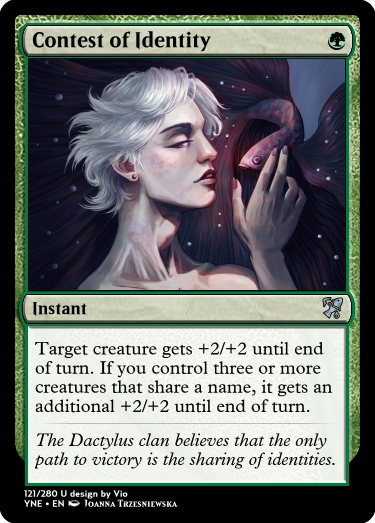 Contest of Identity
Instant
Target creature gets +2/+2 until end
of turn. If you control three or more
creatures that share a name, it gets an
additional +2/+2 until end of turn.
The Dactylus clan believes that the only
path to victory is the sharing of identities.
121/280 U design by Vio
YNE • EN Joanna Trzesniewska